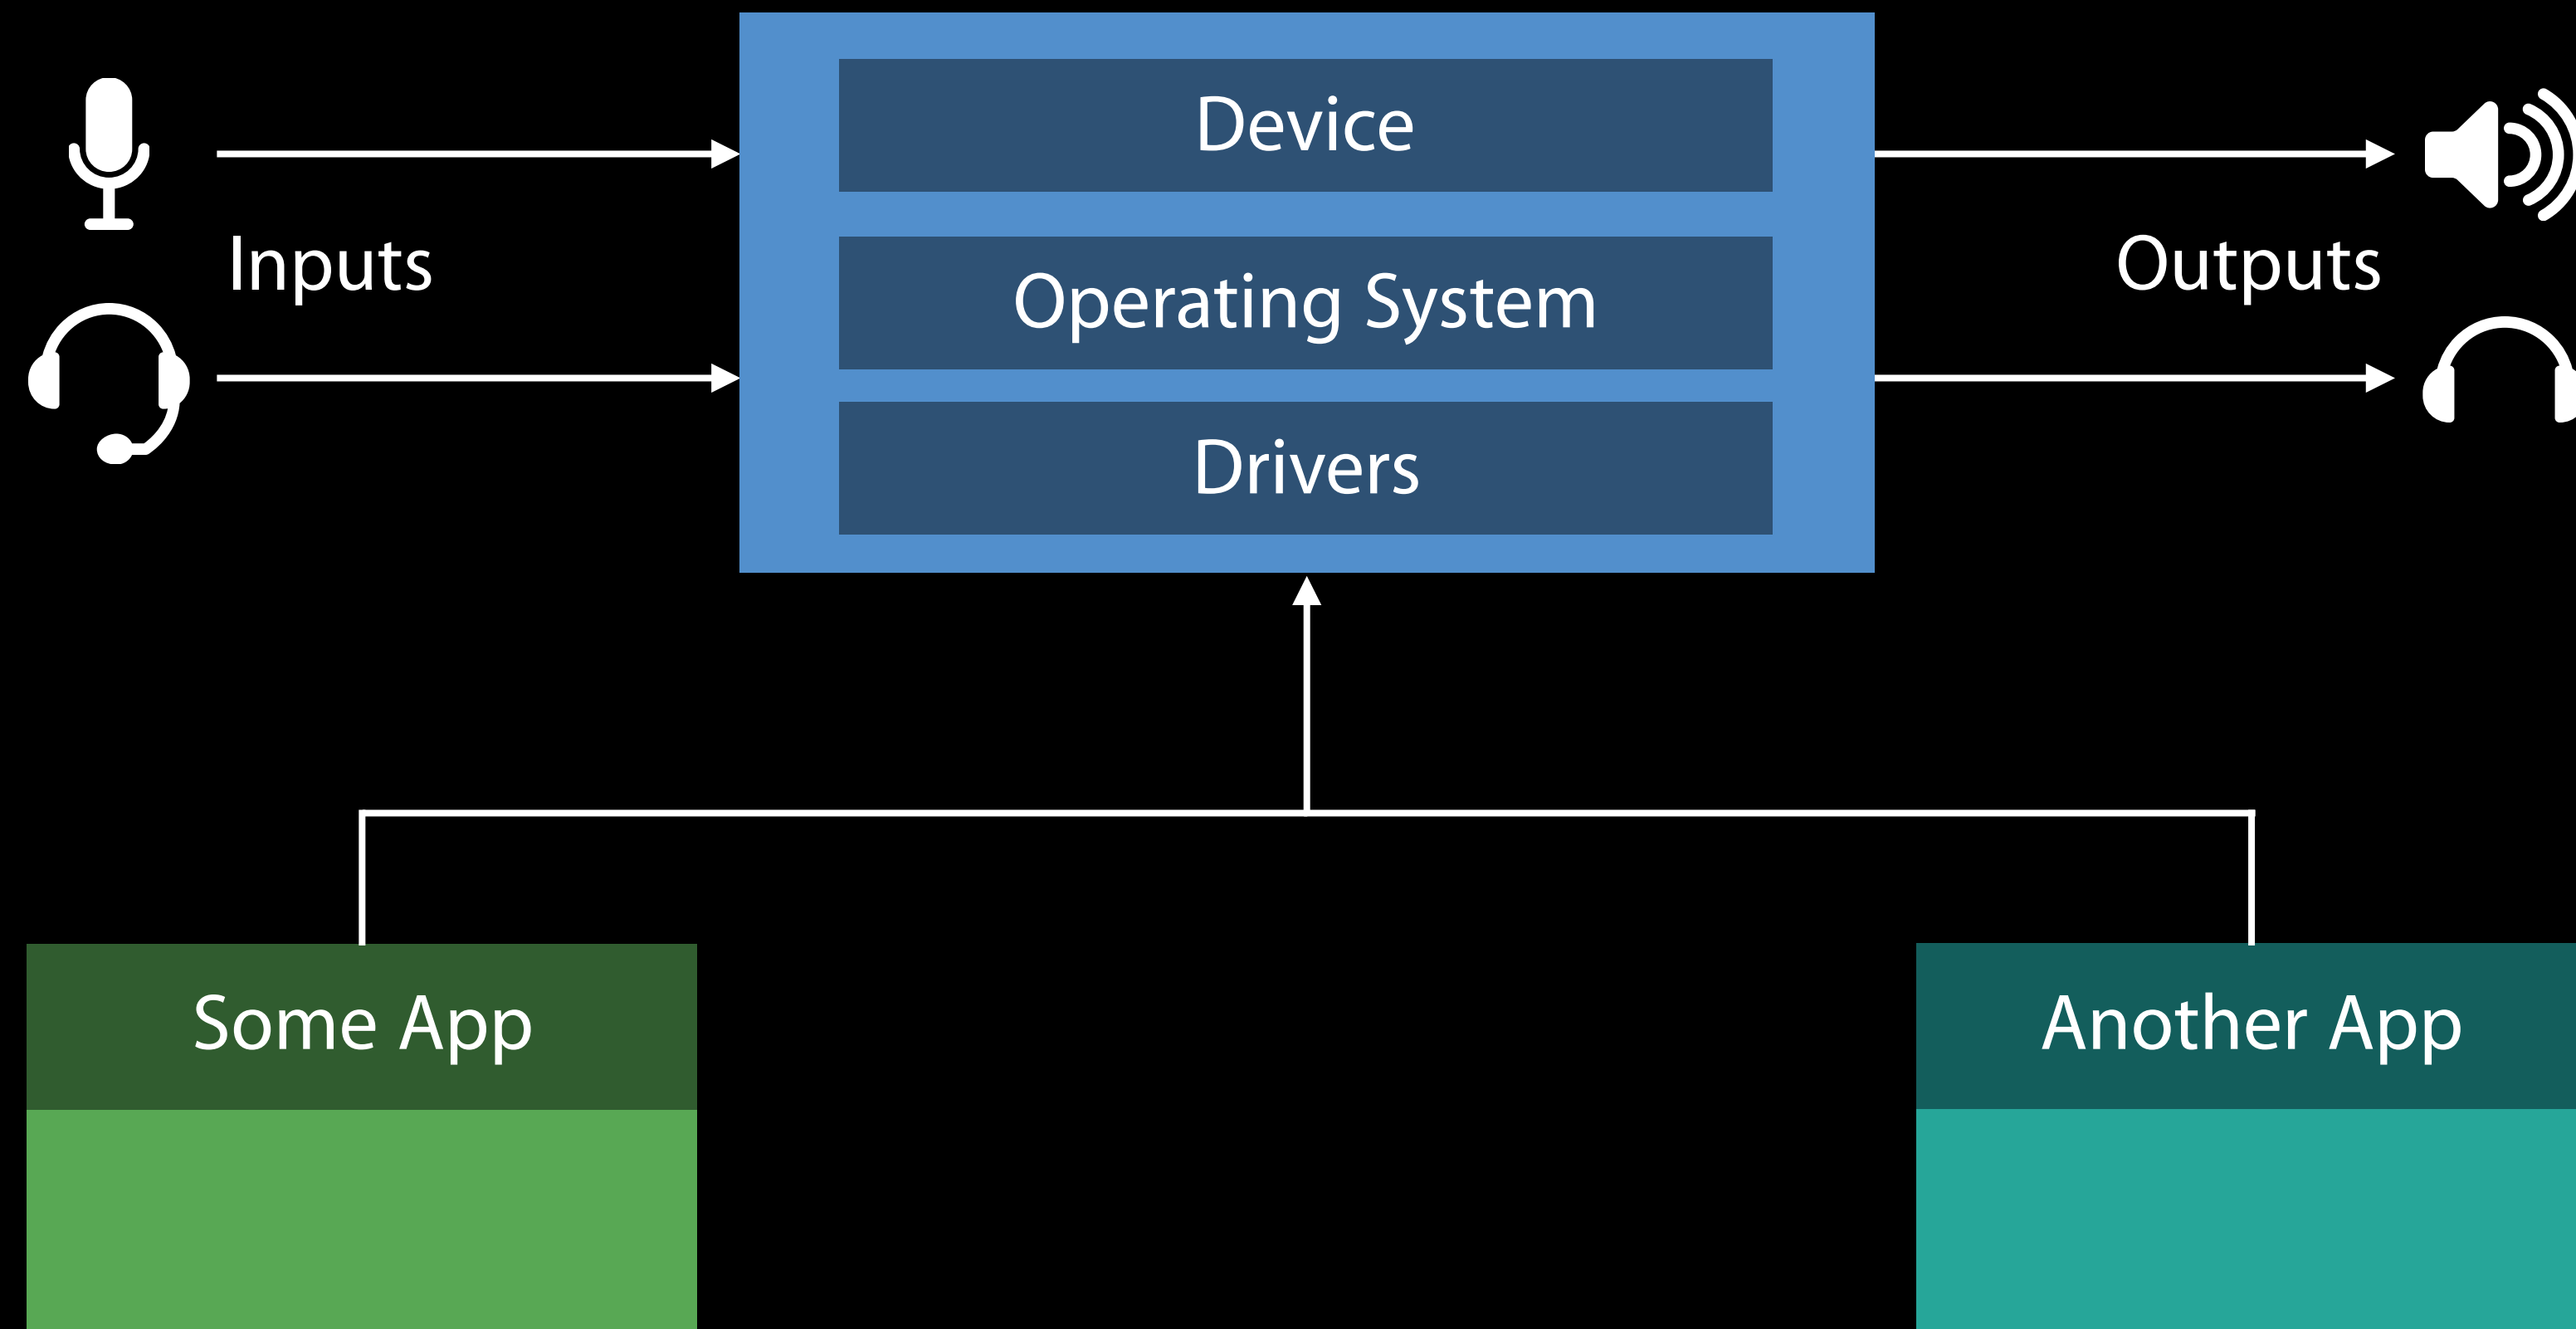 Device
Inputs
Operating System
Outputs
Drivers
Some App
Another App